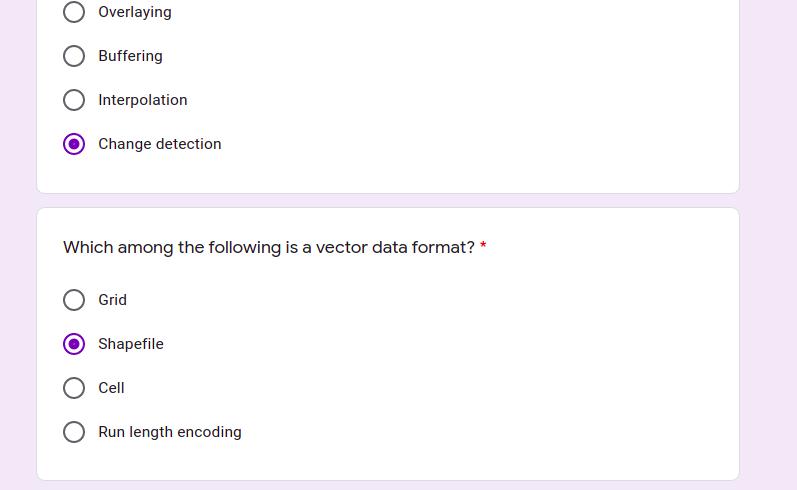 Overlaying
Buffering
Interpolation
Change detection
Which among the following is a vector data format? *
Grid
Shapefile
Cell
Run length encoding